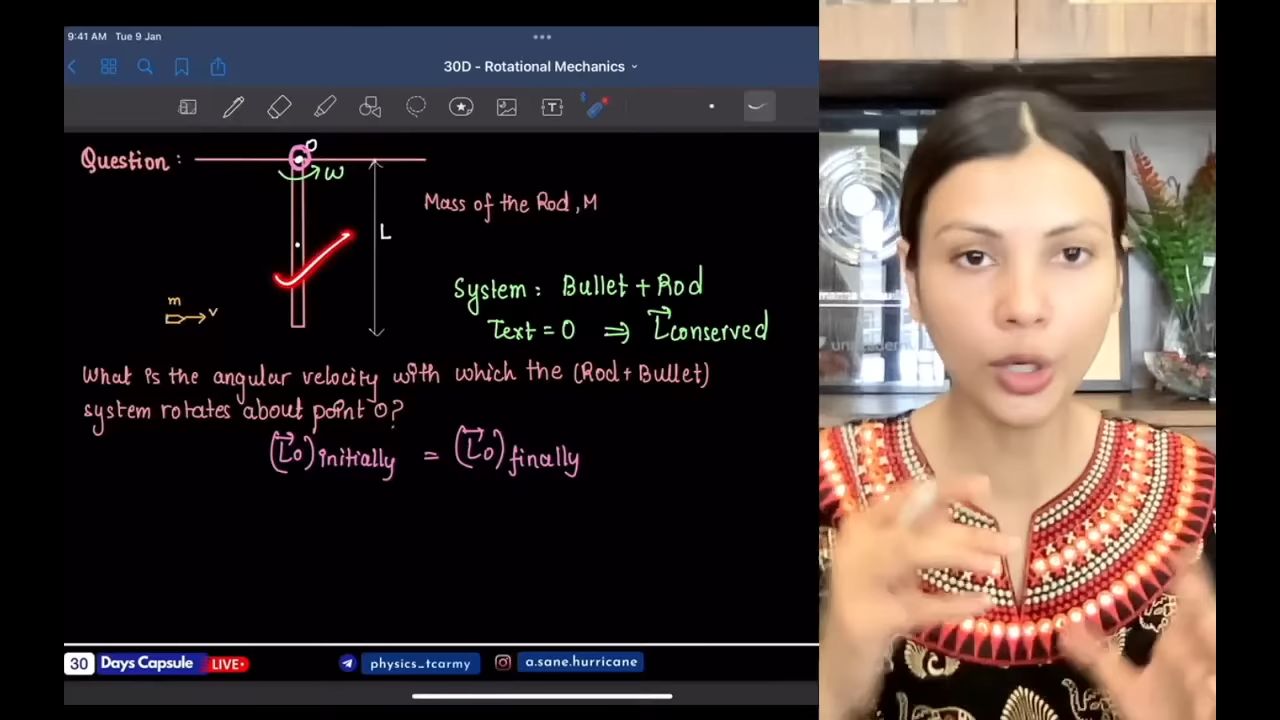 9:41 AM Tue 9 Jan
30D - Rotational Mechanics
Question :
O
ω
Mass of the Rod, M
L
m
v
System : Bullet + Rod
τext = 0 ⇒ L⃗ conserved
What is the angular velocity with which the (Rod + Bullet)
system rotates about point O?
(L⃗o) initially = (L⃗o) finally
30 Days Capsule LIVE
physics_tcarmy
a.sane.hurricane